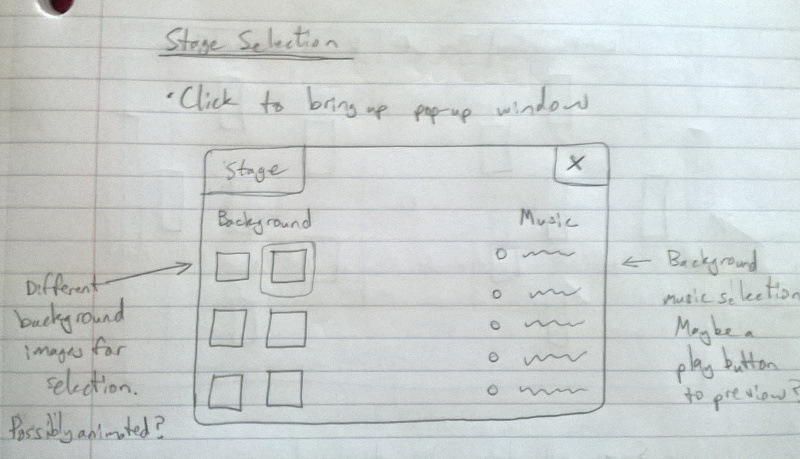 Stage Selection
• Click to bring up pop-up window
Stage
X
Background
Music
Different
background
images for
selection.
Possibly animated?
Background
music selection
Maybe a
play button
to preview?